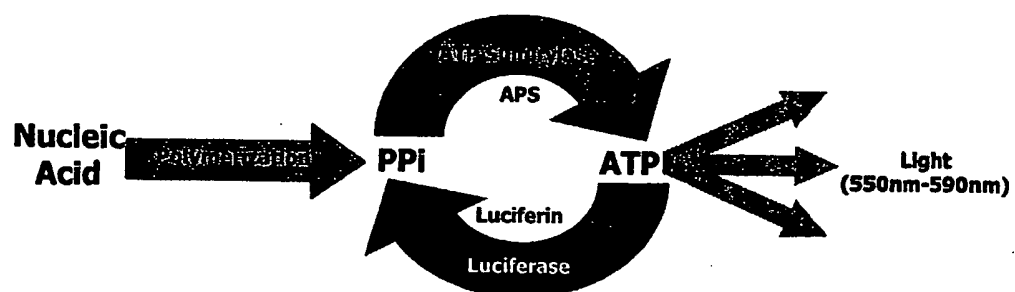 ATP Sulfurylase
APS
Nucleic
Acid
Polymerization
PPi
ATP
Light
(550nm-590nm)
Luciferin
Luciferase